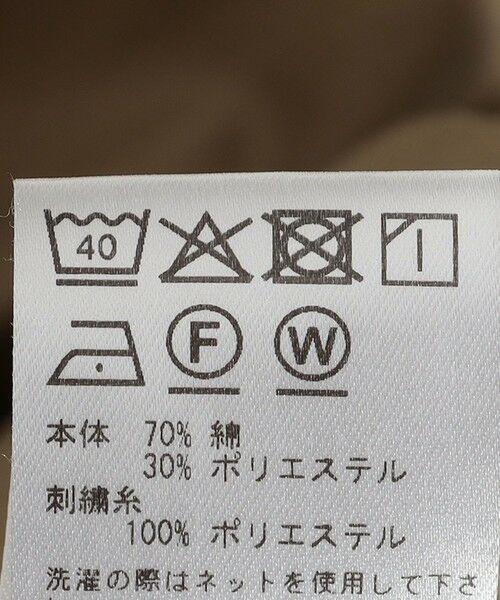 40
F W
本体 70% 綿
30% ポリエステル
刺繍糸
100% ポリエステル
洗濯の際はネットを使用して下さ